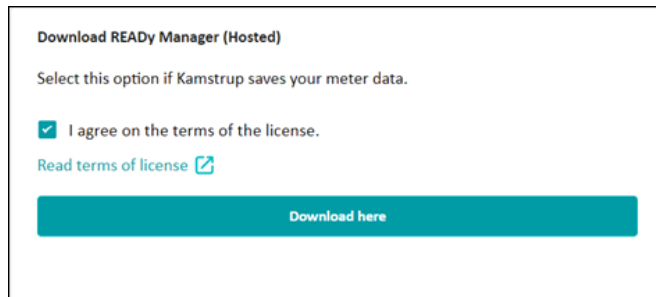 Download READy Manager (Hosted)
Select this option if Kamstrup saves your meter data.
I agree on the terms of the license.
Read terms of license
Download here